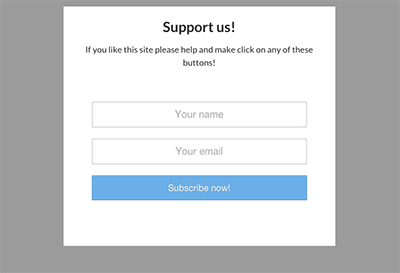 Support us!
If you like this site please help and make click on any of these
buttons!
Your name
Your email
Subscribe now!